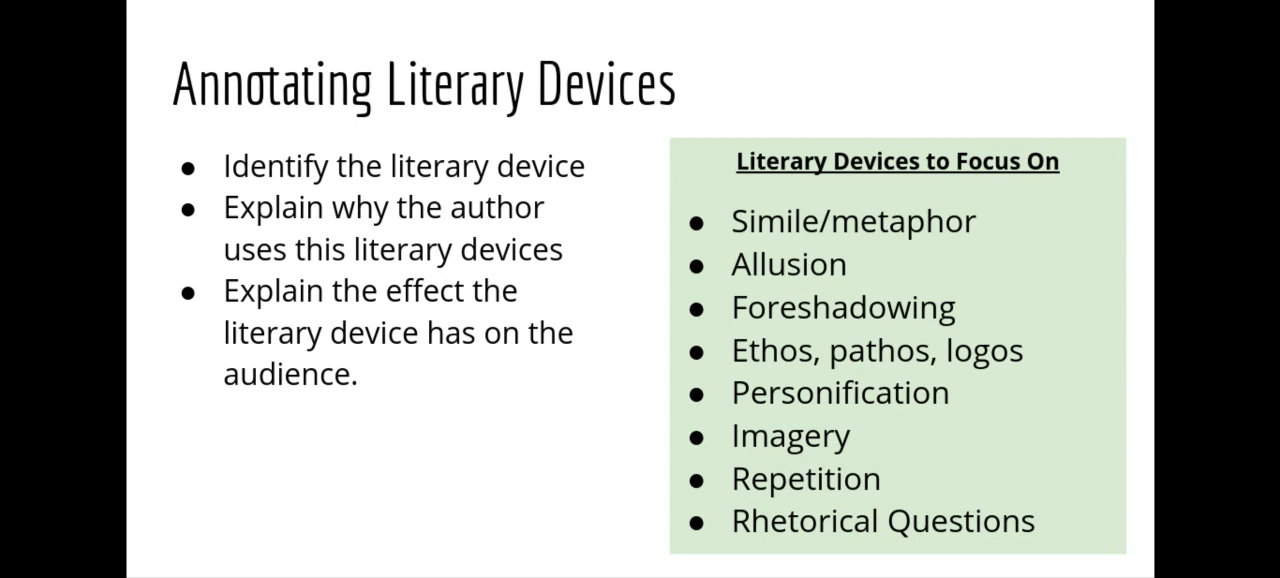 Annotating Literary Devices
● Identify the literary device
● Explain why the author
uses this literary devices
● Explain the effect the
literary device has on the
audience.
Literary Devices to Focus On
● Simile/metaphor
● Allusion
● Foreshadowing
● Ethos, pathos, logos
● Personification
● Imagery
● Repetition
● Rhetorical Questions